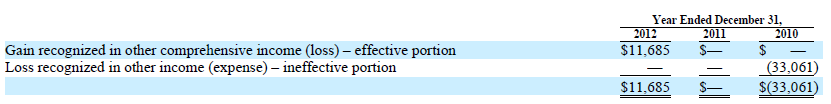 Year Ended December 31,
2012 2011 2010
Gain recognized in other comprehensive income (loss) – effective portion $11,685 $— $ —
Loss recognized in other income (expense) – ineffective portion — — (33,061)
$11,685 $— $(33,061)